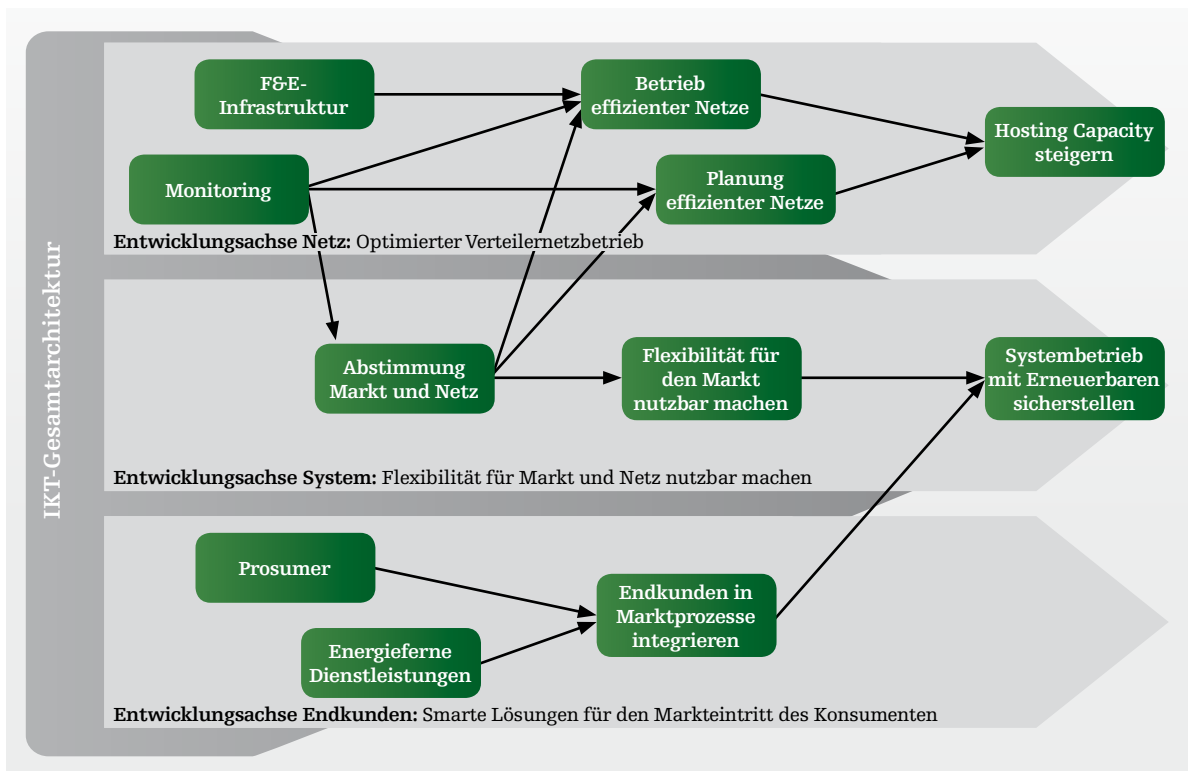 IKT-Gesamtarchitektur
F&E-
Infrastruktur
Betrieb
effizienter Netze
Hosting Capacity
steigern
Monitoring
Planung
effizienter Netze
Entwicklungsachse Netz: Optimierter Verteilernetzbetrieb
Abstimmung
Markt und Netz
Flexibilität für
den Markt
nutzbar machen
Systembetrieb
mit Erneuerbaren
sicherstellen
Entwicklungsachse System: Flexibilität für Markt und Netz nutzbar machen
Prosumer
Endkunden in
Marktprozesse
integrieren
Energieferne
Dienstleistungen
Entwicklungsachse Endkunden: Smarte Lösungen für den Markteintritt des Konsumenten